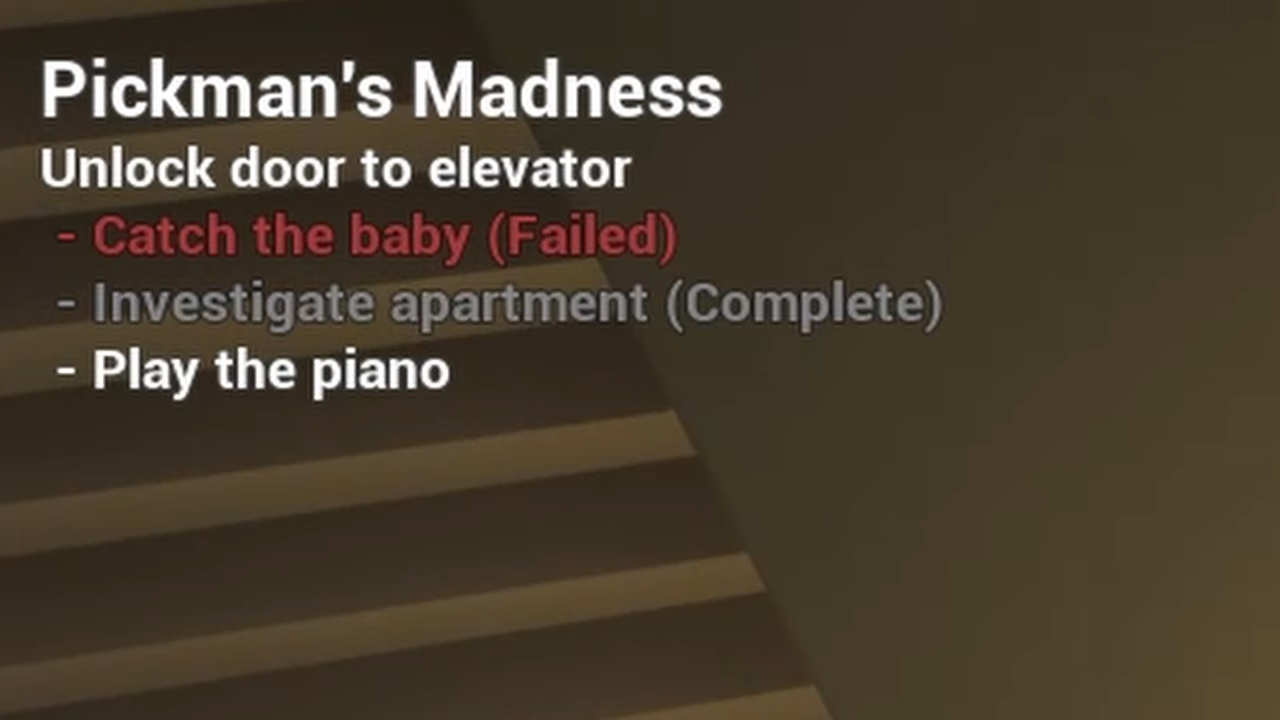 Pickman's Madness
Unlock door to elevator
- Catch the baby (Failed)
- Investigate apartment (Complete)
- Play the piano